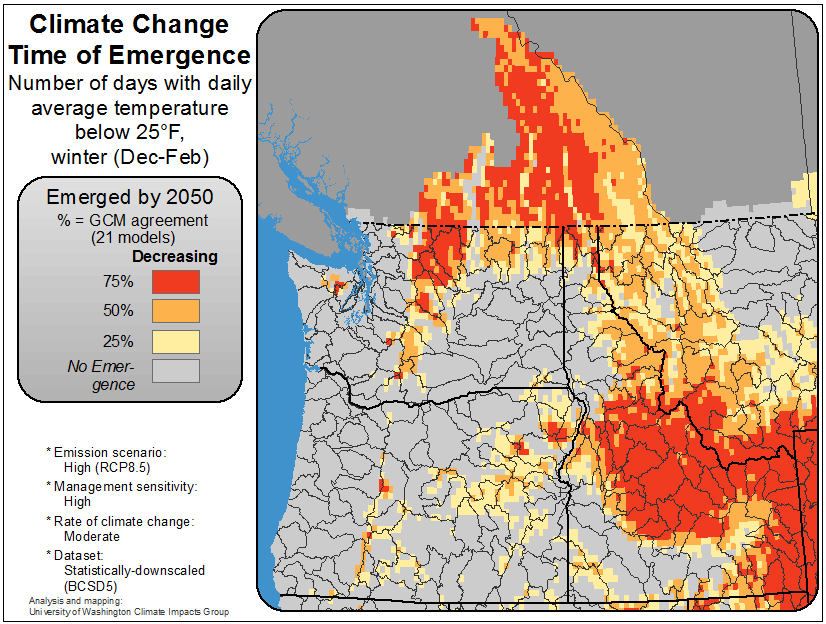 Climate Change
Time of Emergence
Number of days with daily
average temperature
below 25°F,
winter (Dec-Feb)
Emerged by 2050
% = GCM agreement
(21 models)
Decreasing
75%
50%
25%
No Emer-
gence
* Emission scenario:
High (RCP8.5)
* Management sensitivity:
High
* Rate of climate change:
Moderate
* Dataset:
Statistically-downscaled
(BCSD5)
Analysis and mapping:
University of Washington Climate Impacts Group